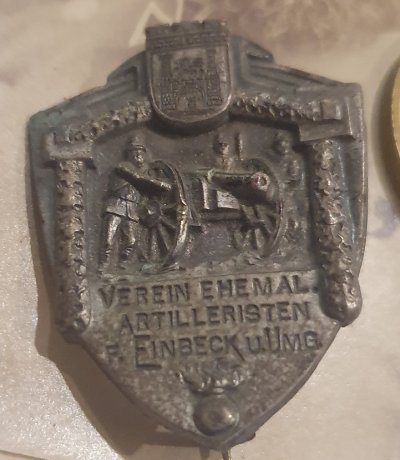 VEREIN EHEMAL.
ARTILLERISTEN
F. EINBECK U. UMG.